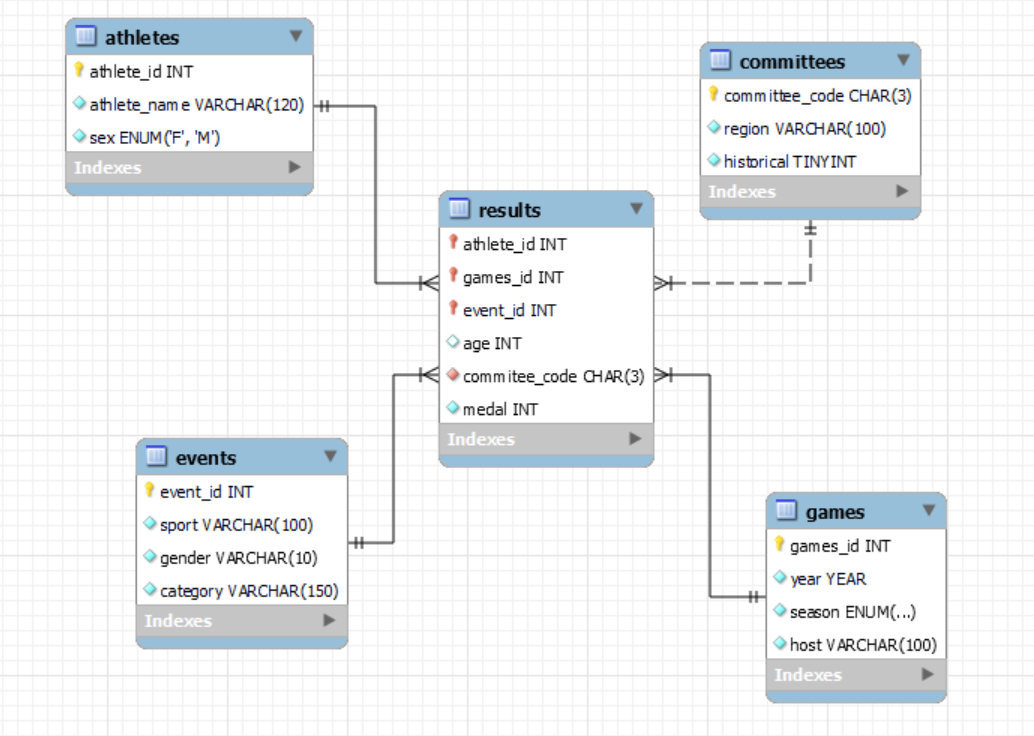 athletes
athlete_id INT
athlete_name VARCHAR(120)
sex ENUM('F', 'M')
Indexes
committees
committee_code CHAR(3)
region VARCHAR(100)
historical TINYINT
Indexes
results
athlete_id INT
games_id INT
event_id INT
age INT
commitee_code CHAR(3)
medal INT
Indexes
events
event_id INT
sport VARCHAR(100)
gender VARCHAR(10)
category VARCHAR(150)
Indexes
games
games_id INT
year YEAR
season ENUM(...)
host VARCHAR(100)
Indexes